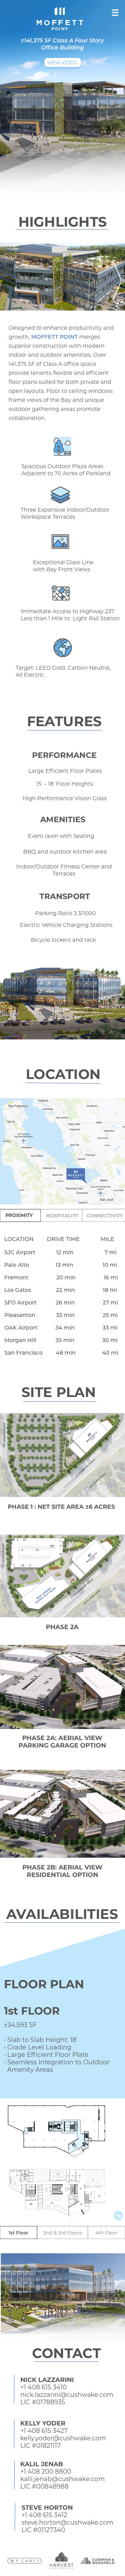 MOFFETT
POINT
±141,375 SF Class A Four Story
Office Building
VIEW VIDEO
HIGHLIGHTS
Designed to enhance productivity and
growth, MOFFETT POINT merges
superior construction with modern
indoor and outdoor amenities. Over
141,375 SF of Class A office space
provide tenants flexible and efficient
floor plans suited for both private and
open layouts. Floor to ceiling windows
frame views of the Bay and unique
outdoor gathering areas promote
collaboration.
Spacious Outdoor Plaza Areas
Adjacent to 70 Acres of Parkland
Three Expansive Indoor/Outdoor
Workspace Terraces
Exceptional Glass Line
with Bay Front Views
Immediate Access to Highway 237
Less than 1 Mile to Light Rail Station
Target: LEED Gold, Carbon Neutral,
All Electric
FEATURES
PERFORMANCE
Large Efficient Floor Plates
15' – 18' Floor Heights
High Performance Vision Glass
AMENITIES
Event lawn with Seating
BBQ and outdoor kitchen area
Indoor/Outdoor Fitness Center and
Terraces
TRANSPORT
Parking Ratio 3.3/1000
Electric Vehicle Charging Stations
Bicycle lockers and rack
LOCATION
PROXIMITY HOSPITALITY CONNECTIVITY
LOCATION DRIVE TIME MILE
SJC Airport 12 min 7 mi
Palo Alto 13 min 10 mi
Fremont 20 min 16 mi
Los Gatos 22 min 18 mi
SFO Airport 26 min 27 mi
Pleasanton 33 min 25 mi
OAK Airport 34 min 33 mi
Morgan Hill 35 min 30 mi
San Francisco 48 min 40 mi
SITE PLAN
PHASE 1 : NET SITE AREA ±6 ACRES
PHASE 2A
PHASE 2A: AERIAL VIEW
PARKING GARAGE OPTION
PHASE 2B: AERIAL VIEW
RESIDENTIAL OPTION
AVAILABILITIES
FLOOR PLAN
1st FLOOR
±34,593 SF
• Slab to Slab Height: 18'
• Grade Level Loading
• Large Efficient Floor Plate
• Seamless Integration to Outdoor
Amenity Areas
1st Floor 2nd & 3rd Floors 4th Floor
CONTACT
NICK LAZZARINI
+1 408 615 3410
nick.lazzarini@cushwake.com
LIC #01788935
KELLY YODER
+1 408 615 3427
kelly.yoder@cushwake.com
LIC #01821117
KALIL JENAB
+1 408 200 8800
kalil.jenab@cushwake.com
LIC #00848988
STEVE HORTON
+1 408 615 3412
steve.horton@cushwake.com
LIC #01127340
HARVEST
CUSHMAN &
WAKEFIELD